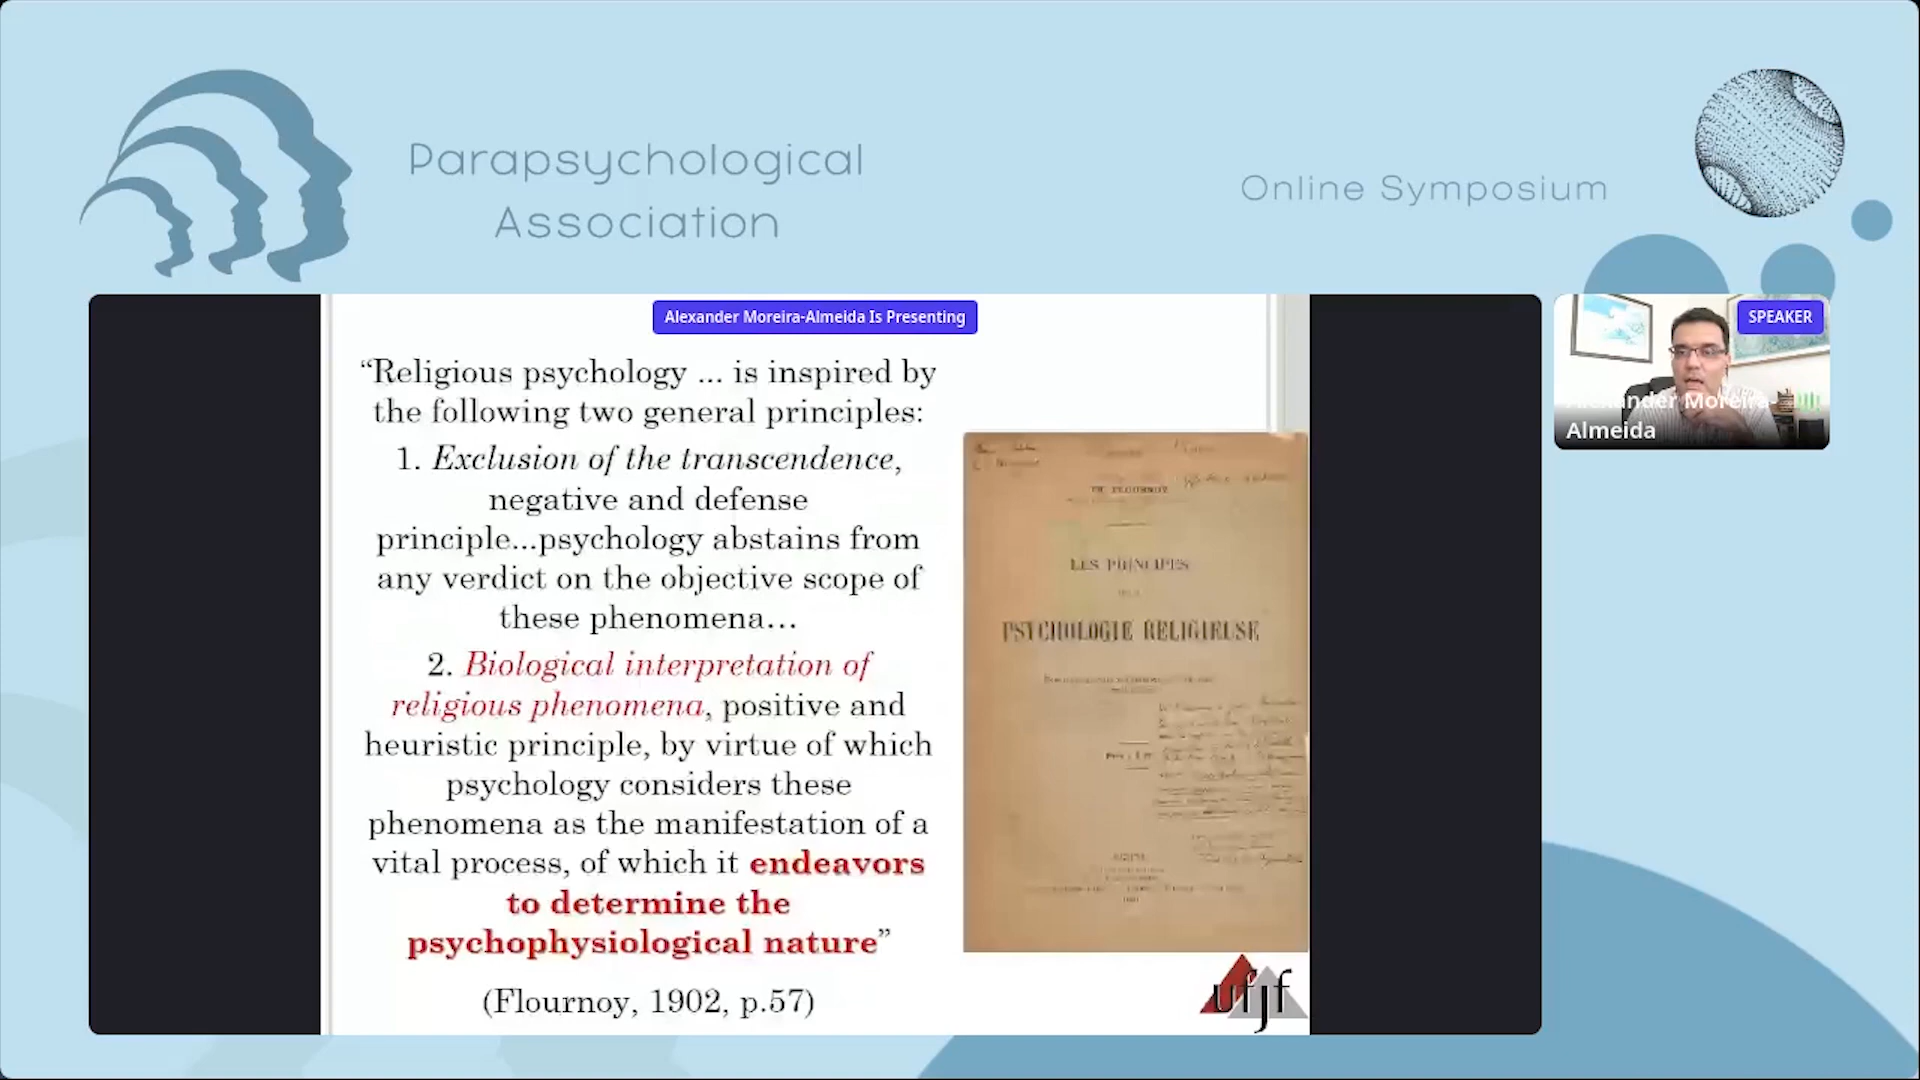 Parapsychological
Association
Online Symposium
Alexander Moreira-Almeida Is Presenting
SPEAKER
Alexander Moreira-
Almeida
“Religious psychology ... is inspired by
the following two general principles:
1. Exclusion of the transcendence,
negative and defense
principle...psychology abstains from
any verdict on the objective scope of
these phenomena…
2. Biological interpretation of
religious phenomena, positive and
heuristic principle, by virtue of which
psychology considers these
phenomena as the manifestation of a
vital process, of which it endeavors
to determine the
psychophysiological nature”
(Flournoy, 1902, p.57)
TH. FLOURNOY
LES PRINCIPES
PSYCHOLOGIE RELIGIEUSE
ufjf